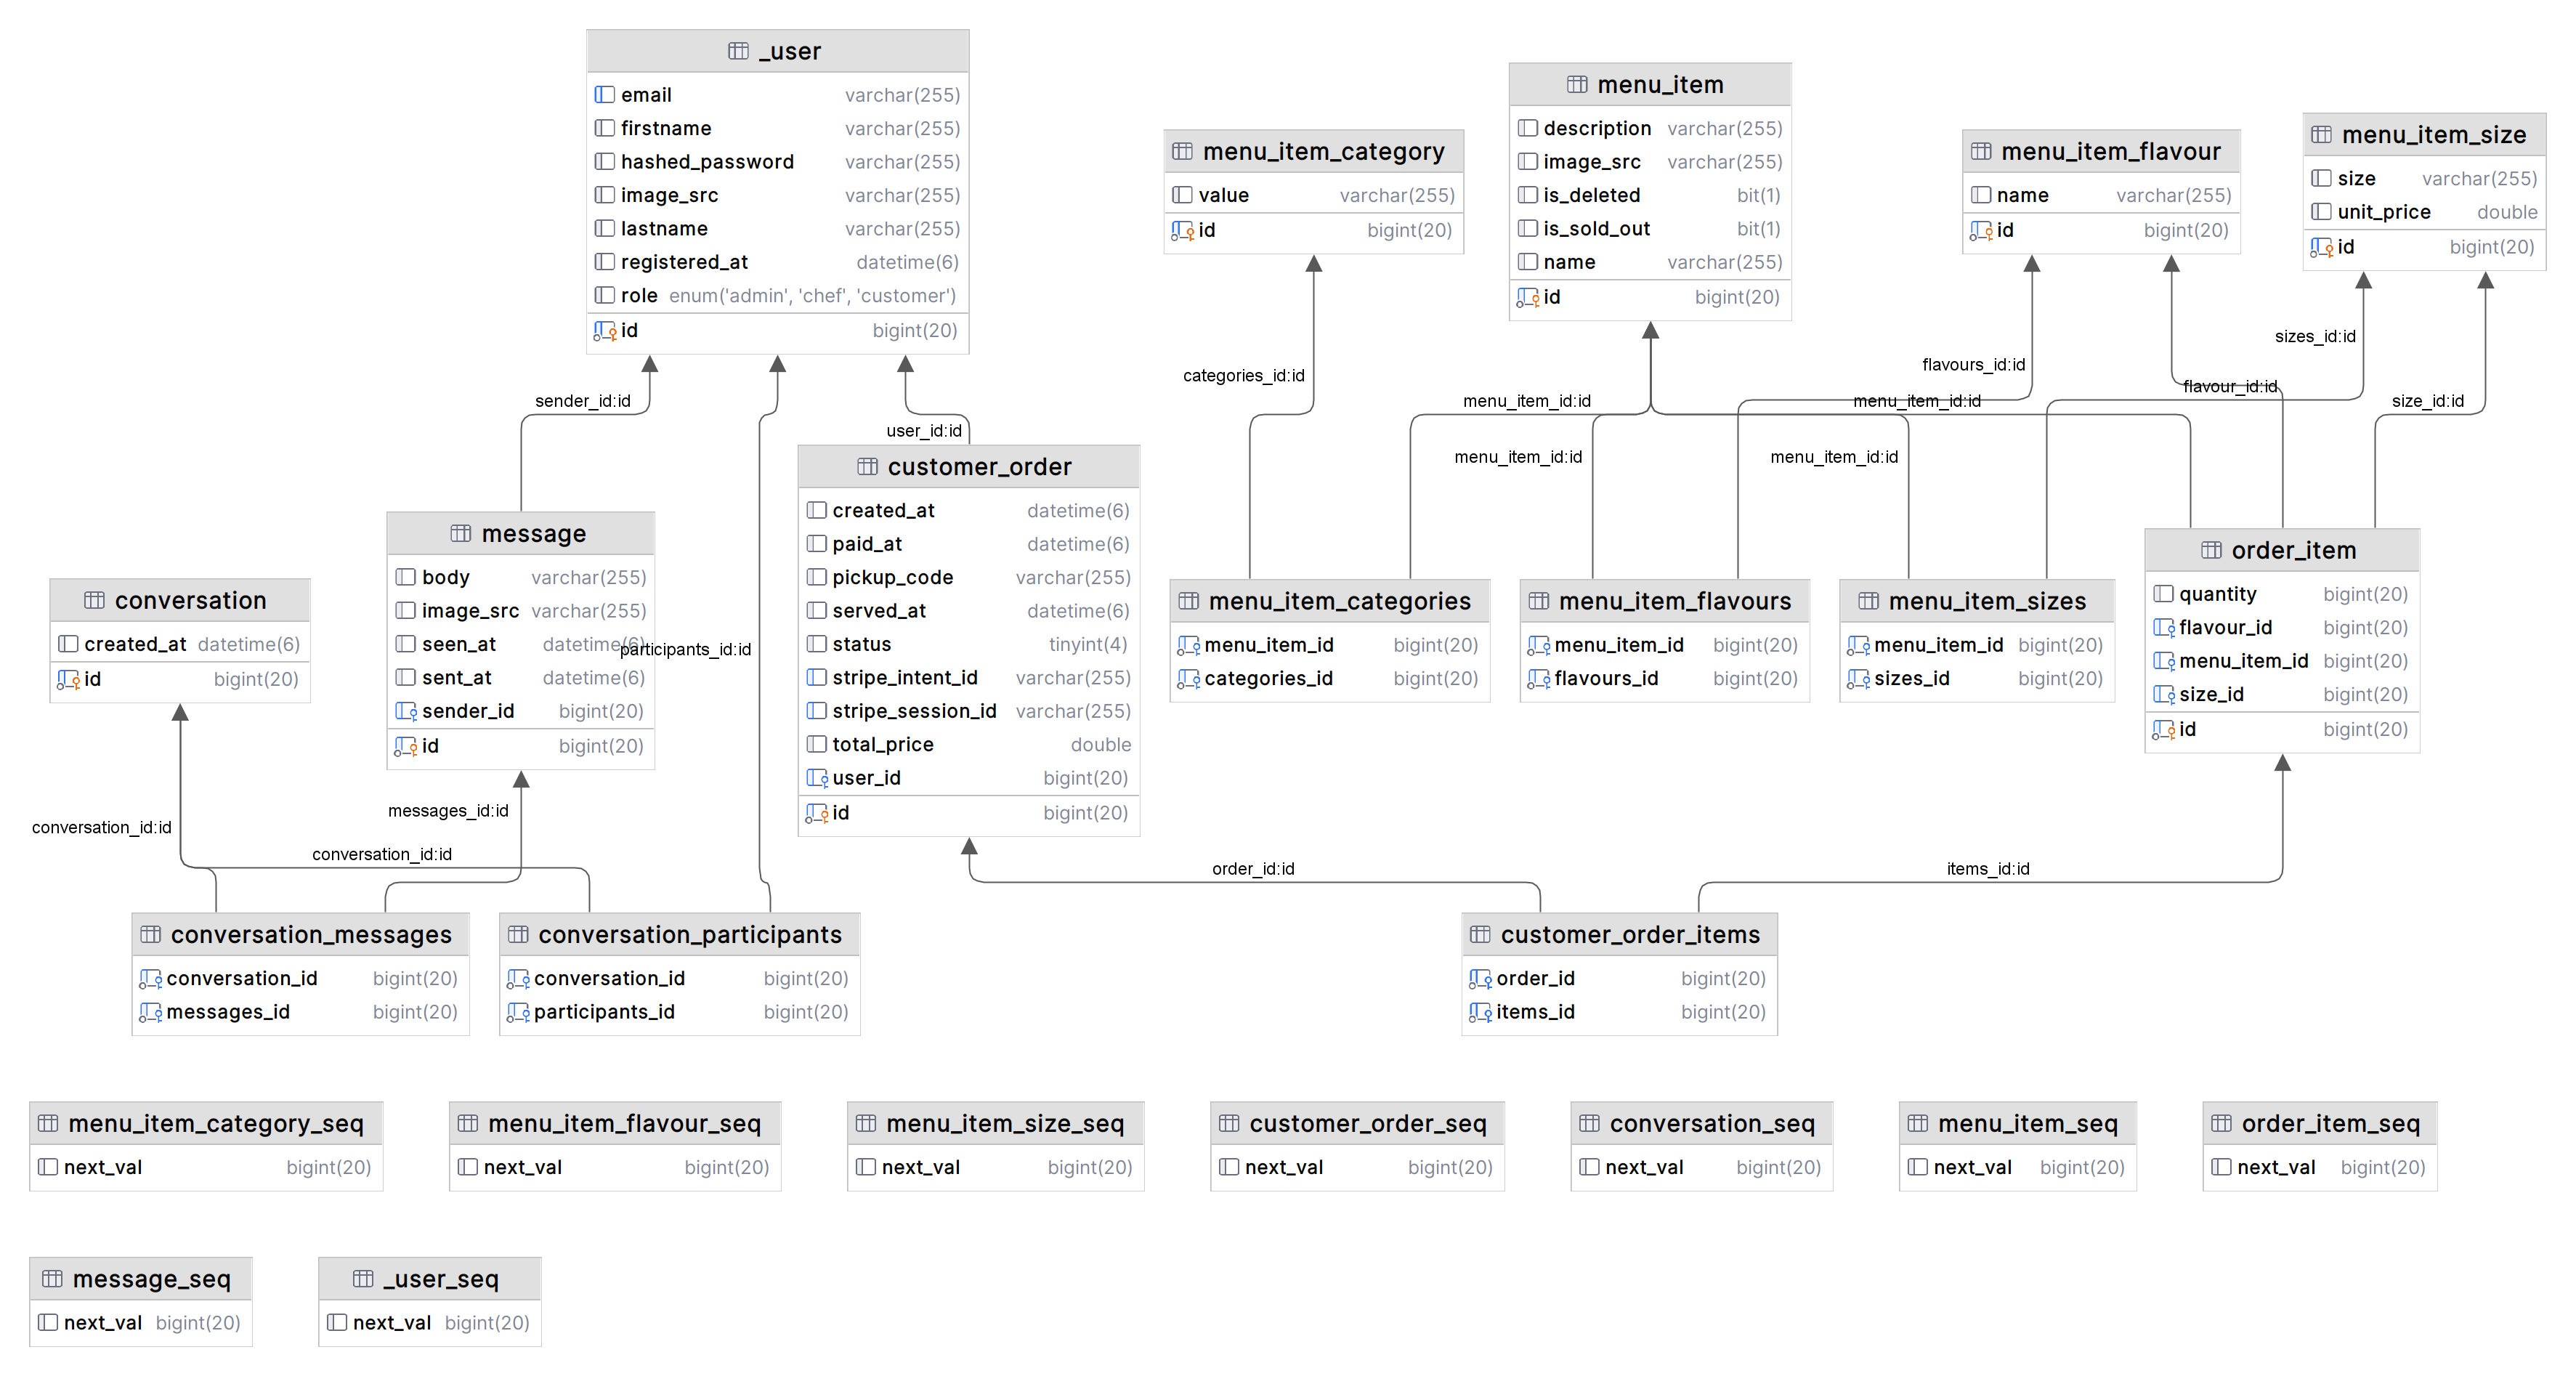 _user
email varchar(255)
firstname varchar(255)
hashed_password varchar(255)
image_src varchar(255)
lastname varchar(255)
registered_at datetime(6)
role enum('admin', 'chef', 'customer')
id bigint(20)
menu_item_category
value varchar(255)
id bigint(20)
menu_item
description varchar(255)
image_src varchar(255)
is_deleted bit(1)
is_sold_out bit(1)
name varchar(255)
id bigint(20)
menu_item_flavour
name varchar(255)
id bigint(20)
menu_item_size
size varchar(255)
unit_price double
id bigint(20)
sender_id:id
user_id:id
categories_id:id
menu_item_id:id
menu_item_id:id
menu_item_id:id
menu_item_id:id
flavours_id:id
flavour_id:id
sizes_id:id
size_id:id
conversation
created_at datetime(6)
id bigint(20)
message
body varchar(255)
image_src varchar(255)
seen_at datetime(6)
sent_at datetime(6)
sender_id bigint(20)
id bigint(20)
participants_id:id
customer_order
created_at datetime(6)
paid_at datetime(6)
pickup_code varchar(255)
served_at datetime(6)
status tinyint(4)
stripe_intent_id varchar(255)
stripe_session_id varchar(255)
total_price double
user_id bigint(20)
id bigint(20)
menu_item_categories
menu_item_id bigint(20)
categories_id bigint(20)
menu_item_flavours
menu_item_id bigint(20)
flavours_id bigint(20)
menu_item_sizes
menu_item_id bigint(20)
sizes_id bigint(20)
order_item
quantity bigint(20)
flavour_id bigint(20)
menu_item_id bigint(20)
size_id bigint(20)
id bigint(20)
conversation_id:id
messages_id:id
conversation_id:id
order_id:id
items_id:id
conversation_messages
conversation_id bigint(20)
messages_id bigint(20)
conversation_participants
conversation_id bigint(20)
participants_id bigint(20)
customer_order_items
order_id bigint(20)
items_id bigint(20)
menu_item_category_seq
next_val bigint(20)
menu_item_flavour_seq
next_val bigint(20)
menu_item_size_seq
next_val bigint(20)
customer_order_seq
next_val bigint(20)
conversation_seq
next_val bigint(20)
menu_item_seq
next_val bigint(20)
order_item_seq
next_val bigint(20)
message_seq
next_val bigint(20)
_user_seq
next_val bigint(20)